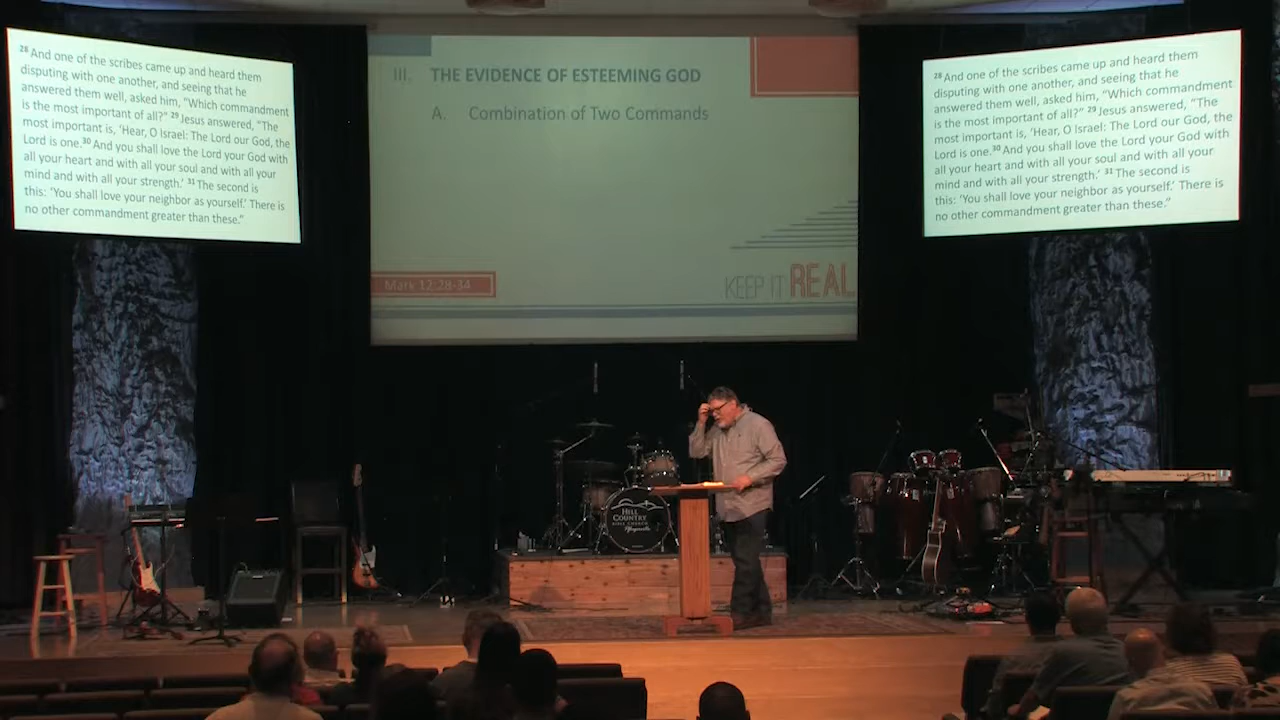 28 And one of the scribes came up and heard them
disputing with one another, and seeing that he
answered them well, asked him, "Which commandment
is the most important of all?" 29 Jesus answered, "The
most important is, 'Hear, O Israel: The Lord our God, the
Lord is one. 30 And you shall love the Lord your God with
all your heart and with all your soul and with all your
mind and with all your strength.' 31 The second is
this: 'You shall love your neighbor as yourself.' There is
no other commandment greater than these."
III. THE EVIDENCE OF ESTEEMING GOD
A. Combination of Two Commands
Mark 12:28-34
KEEP IT REAL
28 And one of the scribes came up and heard them
disputing with one another, and seeing that he
answered them well, asked him, "Which commandment
is the most important of all?" 29 Jesus answered, "The
most important is, 'Hear, O Israel: The Lord our God, the
Lord is one. 30 And you shall love the Lord your God with
all your heart and with all your soul and with all your
mind and with all your strength.' 31 The second is
this: 'You shall love your neighbor as yourself.' There is
no other commandment greater than these."
HILL
COUNTRY
BIBLE CHURCH
Pflugerville